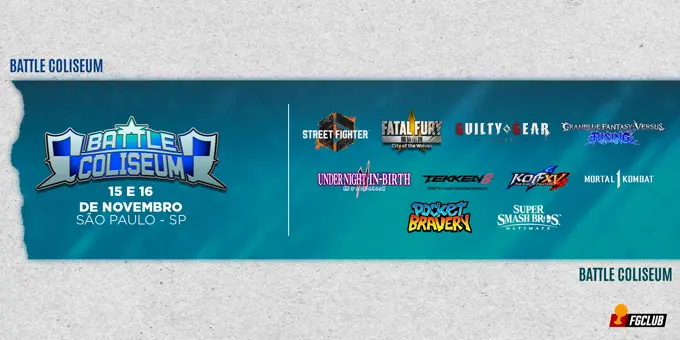 BATTLE COLISEUM
BATTLE
COLISEUM
15 E 16
DE NOVEMBRO
SÃO PAULO - SP
STREET FIGHTER
FATAL FURY
City of the Wolves
GUILTY GEAR
GRANBLUE FANTASY VERSUS
RISING
UNDER NIGHT IN-BIRTH
TEKKEN 8
KOF XV
MORTAL KOMBAT 1
POCKET
BRAVERY
SUPER
SMASH BROS.
ULTIMATE
BATTLE COLISEUM
FGCLUB